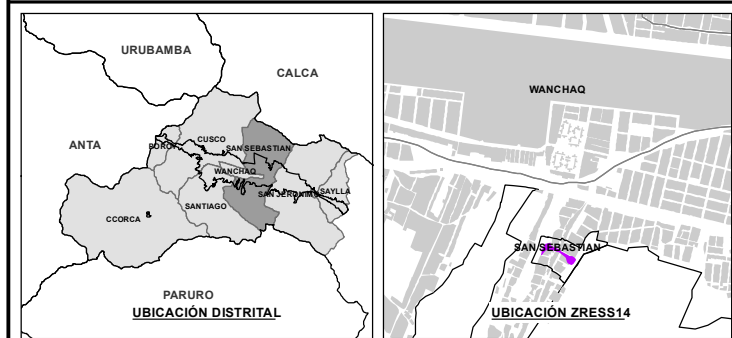 URUBAMBA
CALCA
ANTA
CUSCO
POROY
SAN SEBASTIAN
WANCHAQ
SAN JERONIMO
SAYLLA
SANTIAGO
CCORCA
PARURO
UBICACIÓN DISTRITAL
WANCHAQ
SAN SEBASTIAN
UBICACIÓN ZRESS14